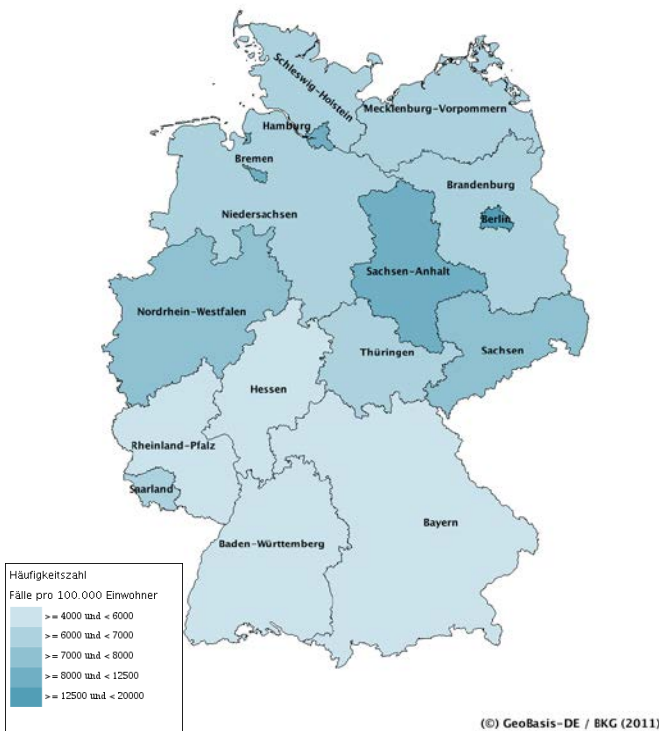 Schleswig-Holstein
Mecklenburg-Vorpommern
Hamburg
Bremen
Brandenburg
Niedersachsen
Berlin
Sachsen-Anhalt
Nordrhein-Westfalen
Thüringen
Sachsen
Hessen
Rheinland-Pfalz
Saarland
Bayern
Baden-Württemberg
Häufigkeitszahl
Fälle pro 100.000 Einwohner
>= 4000 und < 6000
>= 6000 und < 7000
>= 7000 und < 8000
>= 8000 und < 12500
>= 12500 und < 20000
(©) GeoBasis-DE / BKG (2011)